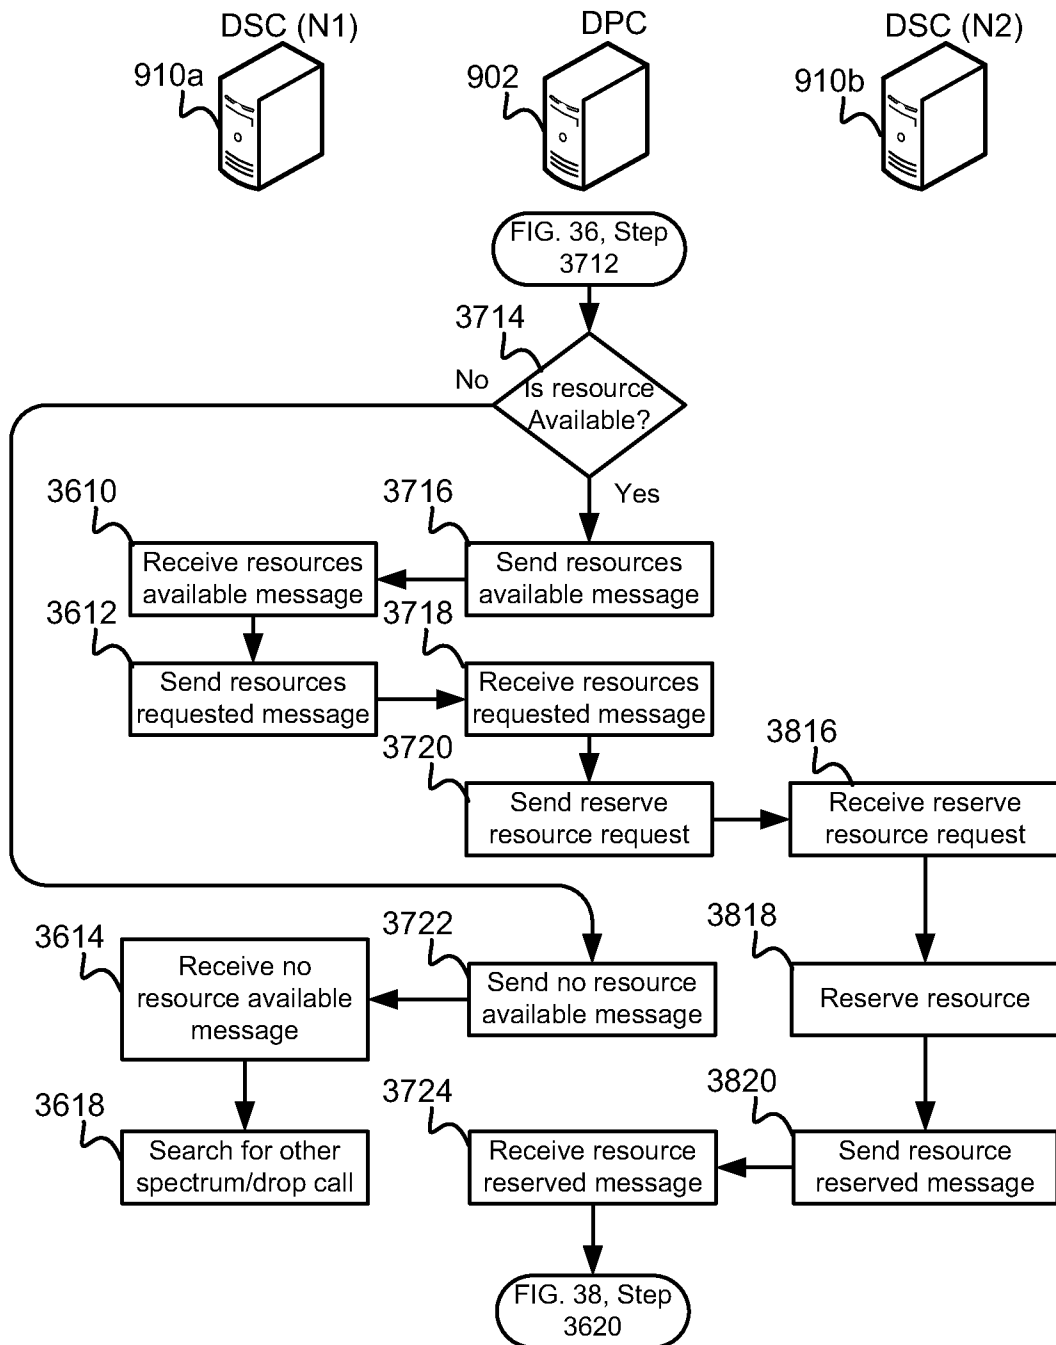 DSC (N1)
DPC
DSC (N2)
910a
902
910b
FIG. 36, Step
3712
3714
No
Is resource
Available?
Yes
3610
3716
Receive resources
available message
Send resources
available message
3612
3718
Send resources
requested message
Receive resources
requested message
3720
3816
Send reserve
resource request
Receive reserve
resource request
3614
3722
3818
Receive no
resource available
message
Send no resource
available message
Reserve resource
3618
3724
3820
Search for other
spectrum/drop call
Receive resource
reserved message
Send resource
reserved message
FIG. 38, Step
3620